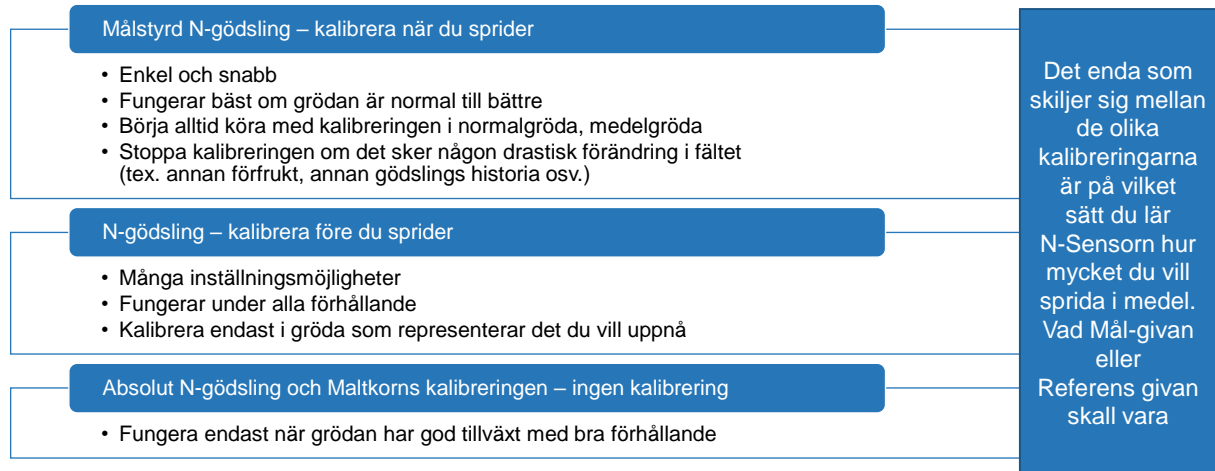 Målstyrd N-gödsling – kalibrera när du sprider
• Enkel och snabb
• Fungerar bäst om grödan är normal till bättre
• Börja alltid köra med kalibreringen i normalgröda, medelgröda
• Stoppa kalibreringen om det sker någon drastisk förändring i fältet
(tex. annan förfrukt, annan gödslings historia osv.)
N-gödsling – kalibrera före du sprider
• Många inställningsmöjligheter
• Fungerar under alla förhållande
• Kalibrera endast i gröda som representerar det du vill uppnå
Absolut N-gödsling och Maltkorns kalibreringen – ingen kalibrering
• Fungera endast när grödan har god tillväxt med bra förhållande
Det enda som
skiljer sig mellan
de olika
kalibreringarna
är på vilket
sätt du lär
N-Sensorn hur
mycket du vill
sprida i medel.
Vad Mål-givan
eller
Referens givan
skall vara